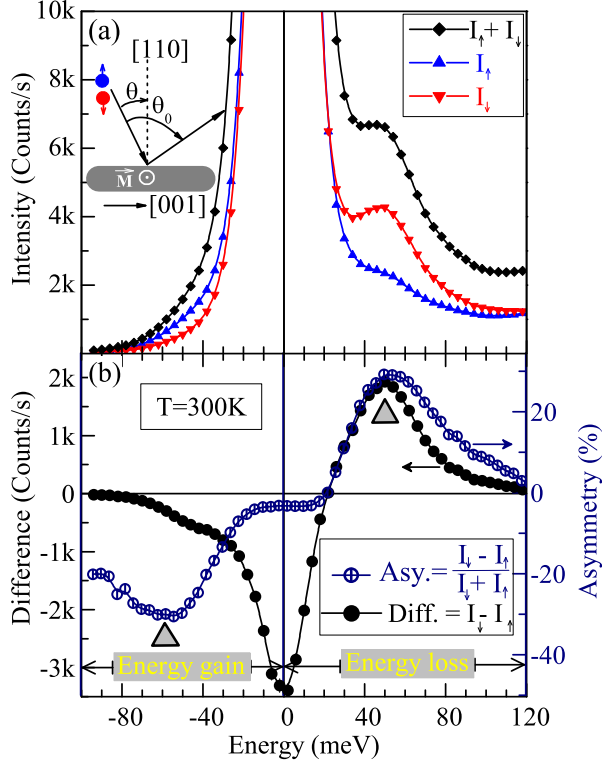 (a)
[110]
θ
θ₀
M
[001]
I↑ + I↓
I↑
I↓
10k
8k
6k
4k
2k
Intensity (Counts/s)
(b)
T=300K
2k
1k
0
-1k
-2k
-3k
Difference (Counts/s)
20
0
-20
-40
Asymmetry (%)
Asy.= (I↓ - I↑)/(I↓ + I↑)
Diff. = I↓ - I↑
Energy gain
Energy loss
-80 -40 0 40 80 120
Energy (meV)